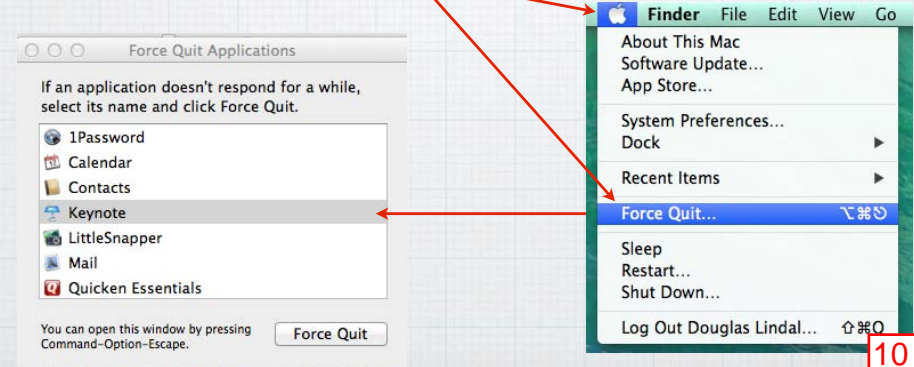 Force Quit Applications
If an application doesn't respond for a while,
select its name and click Force Quit.
1Password
Calendar
Contacts
Keynote
LittleSnapper
Mail
Quicken Essentials
You can open this window by pressing
Command-Option-Escape.
Force Quit
Finder File Edit View Go
About This Mac
Software Update...
App Store...
System Preferences...
Dock ▶
Recent Items ▶
Force Quit... ⌥⌘⎋
Sleep
Restart...
Shut Down...
Log Out Douglas Lindal... ⇧⌘Q
10